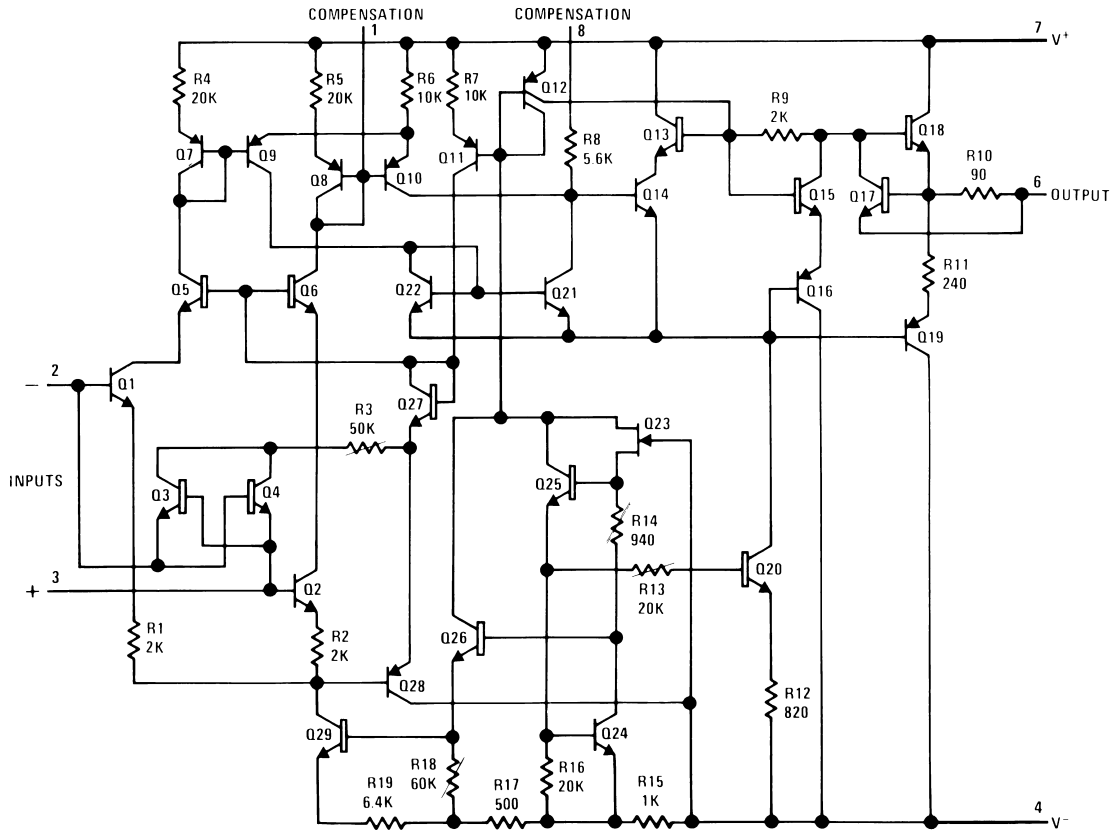 COMPENSATION
1
COMPENSATION
8
7
V+
R4
20K
R5
20K
R6
10K
R7
10K
Q12
R9
2K
Q18
Q13
R8
5.6K
R10
90
6
OUTPUT
Q7
Q9
Q8
Q10
Q11
Q14
Q15
Q17
R11
240
Q5
Q6
Q22
Q21
Q16
Q19
−
2
Q1
Q27
R3
50K
Q23
INPUTS
Q3
Q4
Q25
R14
940
+
3
Q2
R13
20K
Q20
R1
2K
R2
2K
Q26
Q28
R12
820
Q29
Q24
R18
60K
R19
6.4K
R17
500
R16
20K
R15
1K
4
V−